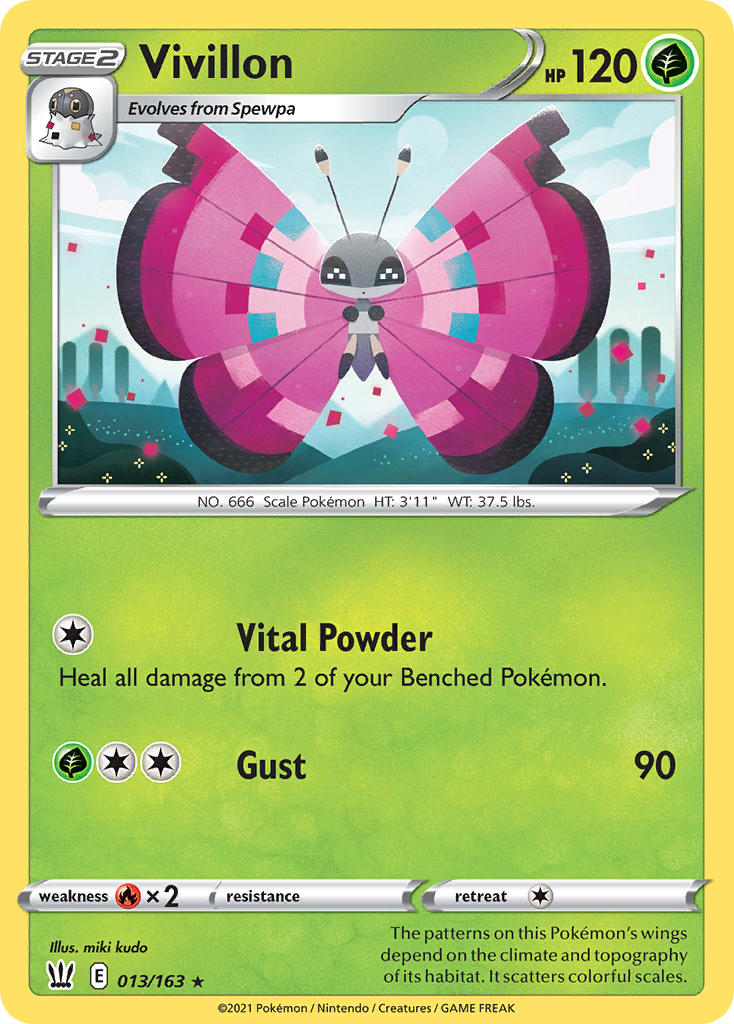 STAGE 2
Vivillon
HP 120
Evolves from Spewpa
NO. 666 Scale Pokémon HT: 3'11" WT: 37.5 lbs.
Vital Powder
Heal all damage from 2 of your Benched Pokémon.
Gust 90
weakness ×2 resistance retreat
Illus. miki kudo
The patterns on this Pokémon's wings
depend on the climate and topography
of its habitat. It scatters colorful scales.
E 013/163 ★
©2021 Pokémon / Nintendo / Creatures / GAME FREAK